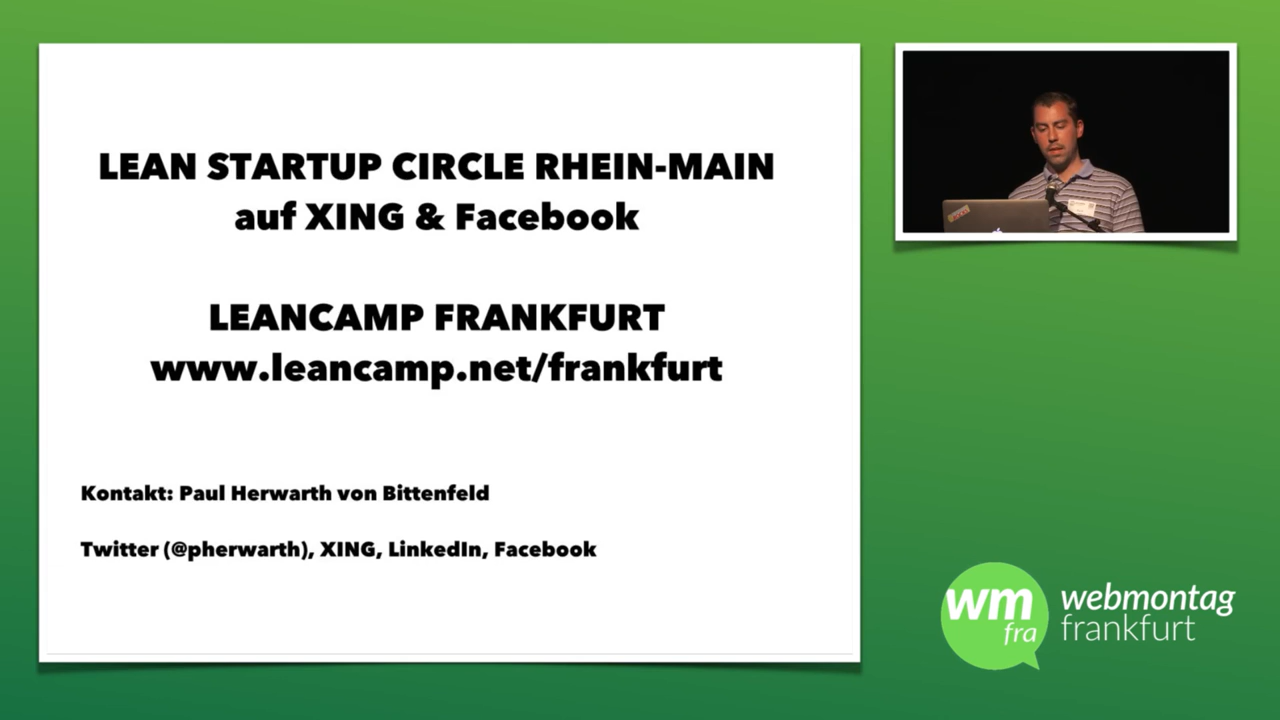 LEAN STARTUP CIRCLE RHEIN-MAIN
auf XING & Facebook
LEANCAMP FRANKFURT
www.leancamp.net/frankfurt
Kontakt: Paul Herwarth von Bittenfeld
Twitter (@pherwarth), XING, LinkedIn, Facebook
wm
fra
webmontag
frankfurt